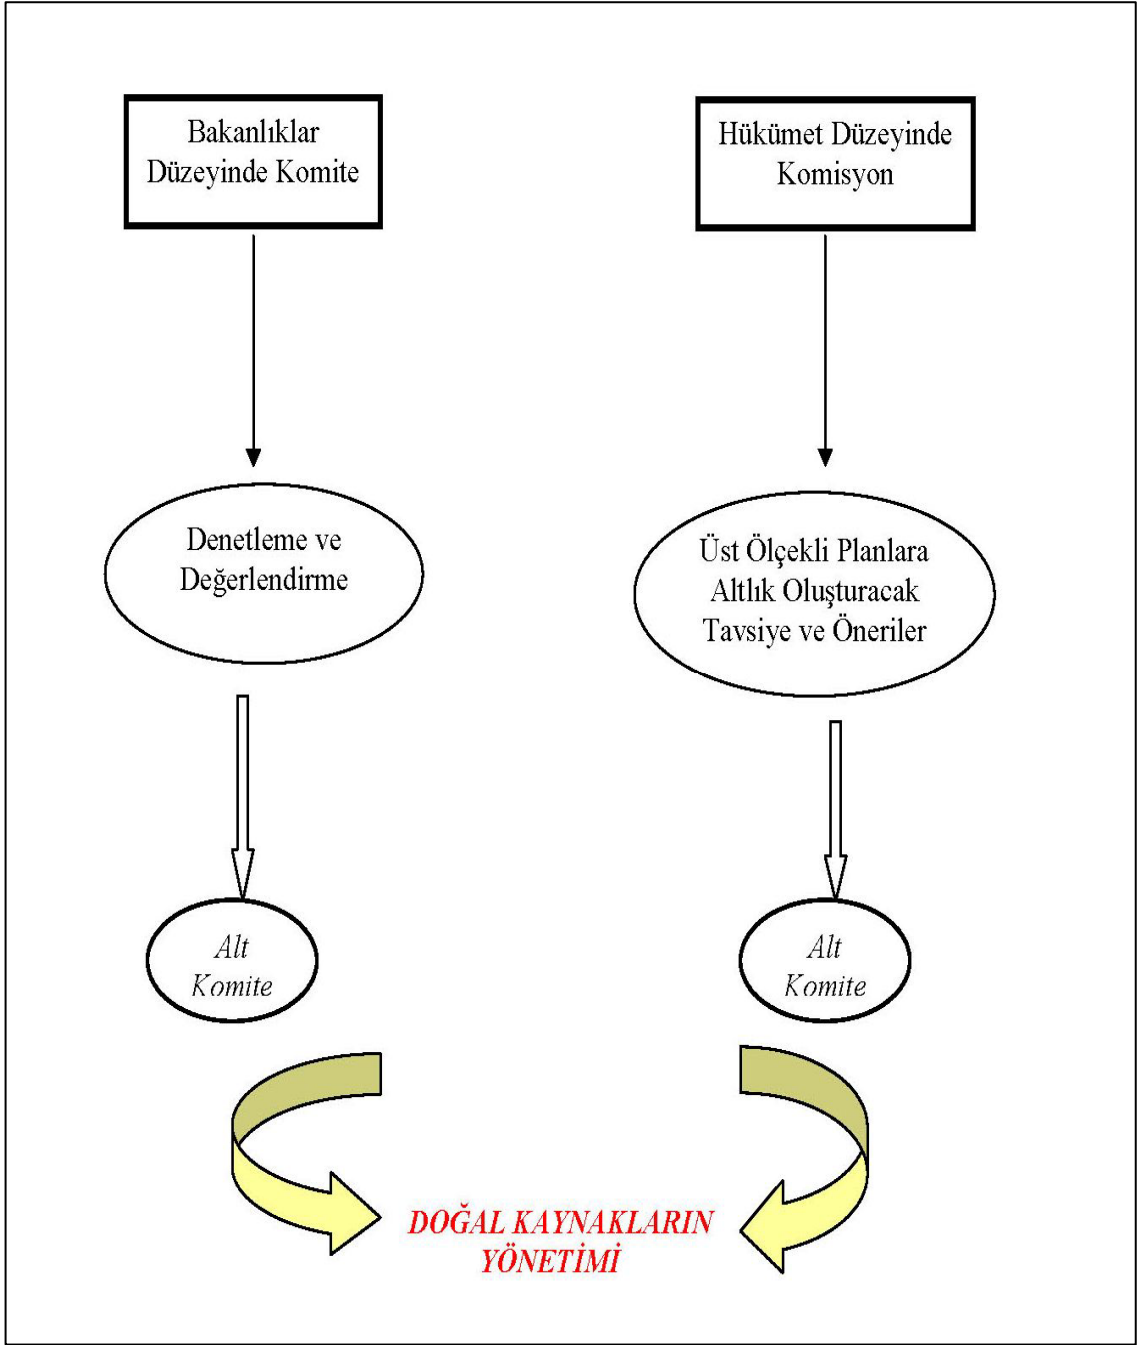 Bakanlıklar
Düzeyinde Komite
Hükümet Düzeyinde
Komisyon
Denetleme ve
Değerlendirme
Üst Ölçekli Planlara
Altlık Oluşturacak
Tavsiye ve Öneriler
Alt
Komite
Alt
Komite
DOĞAL KAYNAKLARIN
YÖNETİMİ